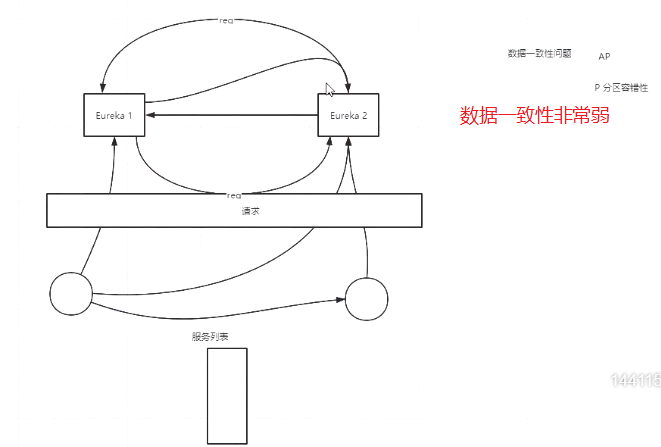 req
数据一致性问题
AP
P 分区容错性
Eureka 1
Eureka 2
数据一致性非常弱
req
请求
服务列表
144115